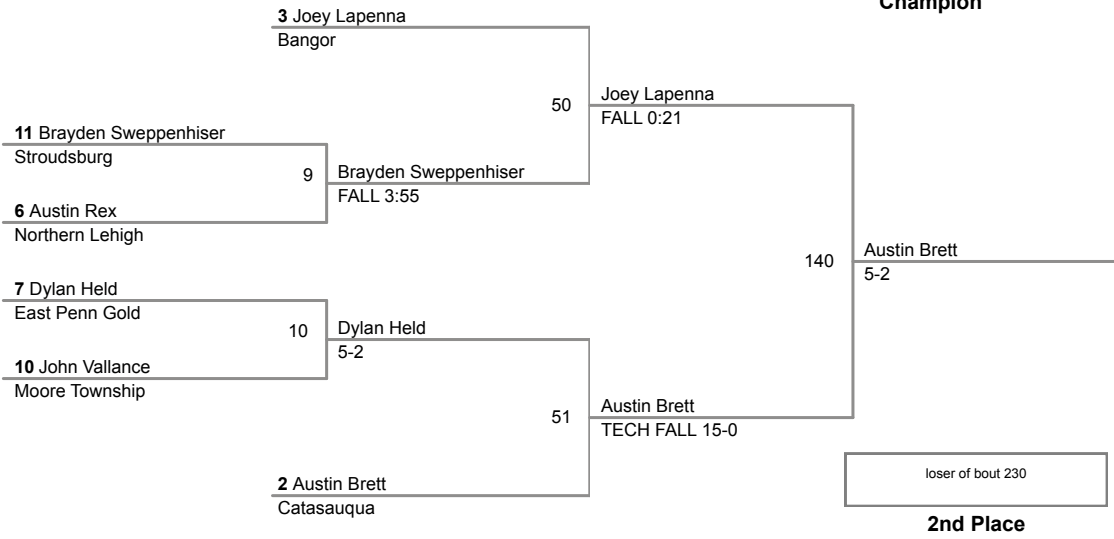 Champion
3 Joey Lapenna
Bangor
50
Joey Lapenna
FALL 0:21
11 Brayden Sweppenhiser
Stroudsburg
9
Brayden Sweppenhiser
FALL 3:55
6 Austin Rex
Northern Lehigh
140
Austin Brett
5-2
7 Dylan Held
East Penn Gold
10
Dylan Held
5-2
10 John Vallance
Moore Township
51
Austin Brett
TECH FALL 15-0
2 Austin Brett
Catasauqua
loser of bout 230
2nd Place